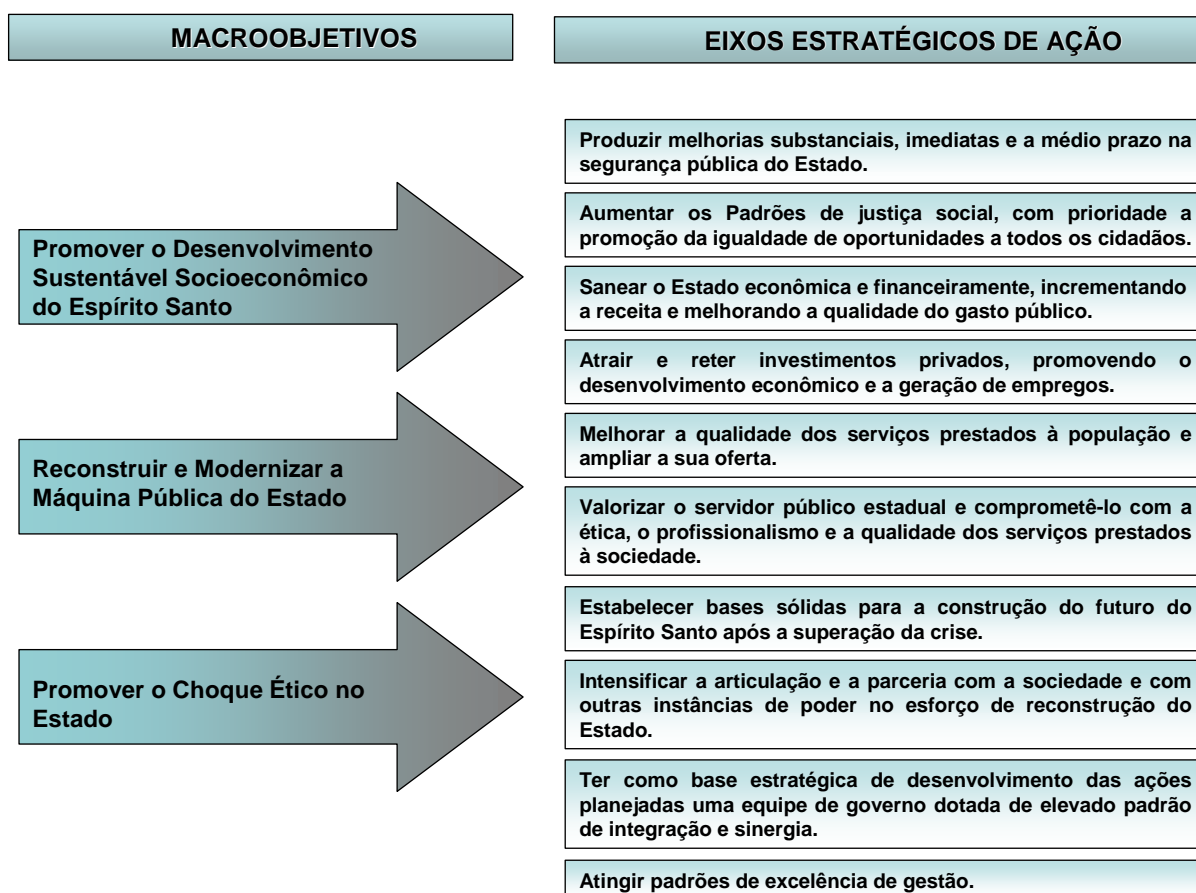 MACROOBJETIVOS
EIXOS ESTRATÉGICOS DE AÇÃO
Promover o Desenvolvimento
Sustentável Socioeconômico
do Espírito Santo
Reconstruir e Modernizar a
Máquina Pública do Estado
Promover o Choque Ético no
Estado
Produzir melhorias substanciais, imediatas e a médio prazo na
segurança pública do Estado.
Aumentar os Padrões de justiça social, com prioridade a
promoção da igualdade de oportunidades a todos os cidadãos.
Sanear o Estado econômica e financeiramente, incrementando
a receita e melhorando a qualidade do gasto público.
Atrair e reter investimentos privados, promovendo o
desenvolvimento econômico e a geração de empregos.
Melhorar a qualidade dos serviços prestados à população e
ampliar a sua oferta.
Valorizar o servidor público estadual e comprometê-lo com a
ética, o profissionalismo e a qualidade dos serviços prestados
à sociedade.
Estabelecer bases sólidas para a construção do futuro do
Espírito Santo após a superação da crise.
Intensificar a articulação e a parceria com a sociedade e com
outras instâncias de poder no esforço de reconstrução do
Estado.
Ter como base estratégica de desenvolvimento das ações
planejadas uma equipe de governo dotada de elevado padrão
de integração e sinergia.
Atingir padrões de excelência de gestão.